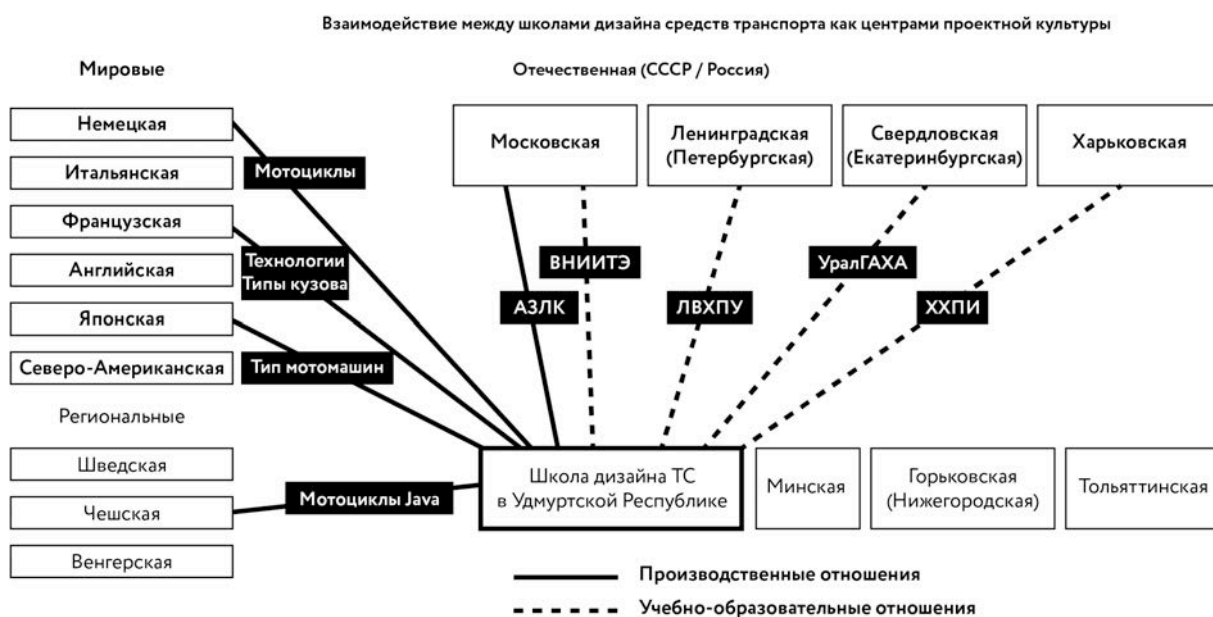 Взаимодействие между школами дизайна средств транспорта как центрами проектной культуры
Мировые
Отечественная (СССР / Россия)
Немецкая
Итальянская
Французская
Английская
Японская
Северо-Американская
Региональные
Шведская
Чешская
Венгерская
Мотоциклы
Технологии
Типы кузова
Тип мотомашин
Мотоциклы Java
Московская
Ленинградская
(Петербургская)
Свердловская
(Екатеринбургская)
Харьковская
ВНИИТЭ
АЗЛК
ЛВХПУ
УралГАХА
ХХПИ
Школа дизайна ТС
в Удмуртской Республике
Минская
Горьковская
(Нижегородская)
Тольяттинская
Производственные отношения
Учебно-образовательные отношения